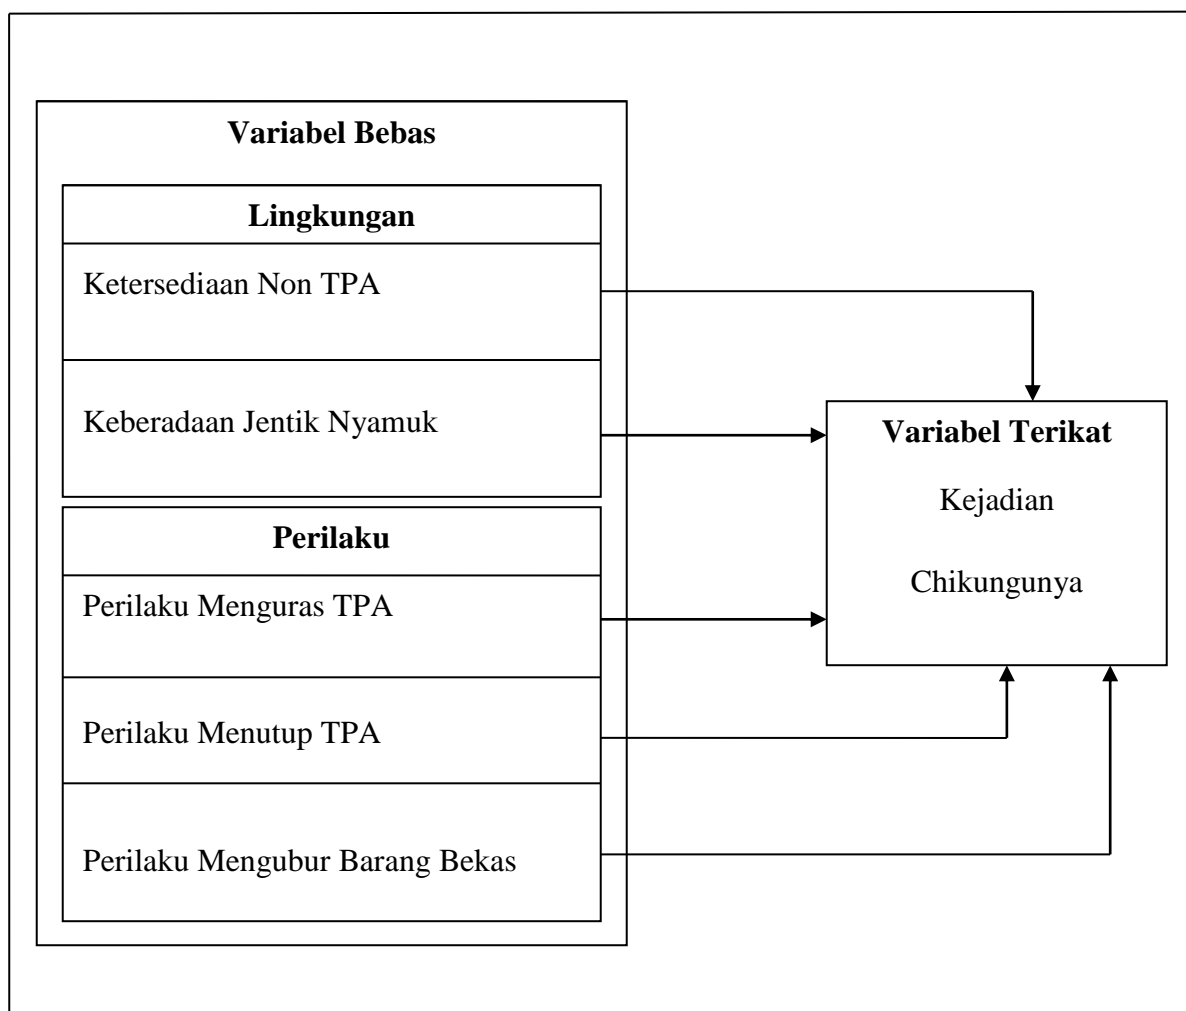 Variabel Bebas
Lingkungan
Ketersediaan Non TPA
Keberadaan Jentik Nyamuk
Perilaku
Perilaku Menguras TPA
Perilaku Menutup TPA
Perilaku Mengubur Barang Bekas
Variabel Terikat
Kejadian
Chikungunya